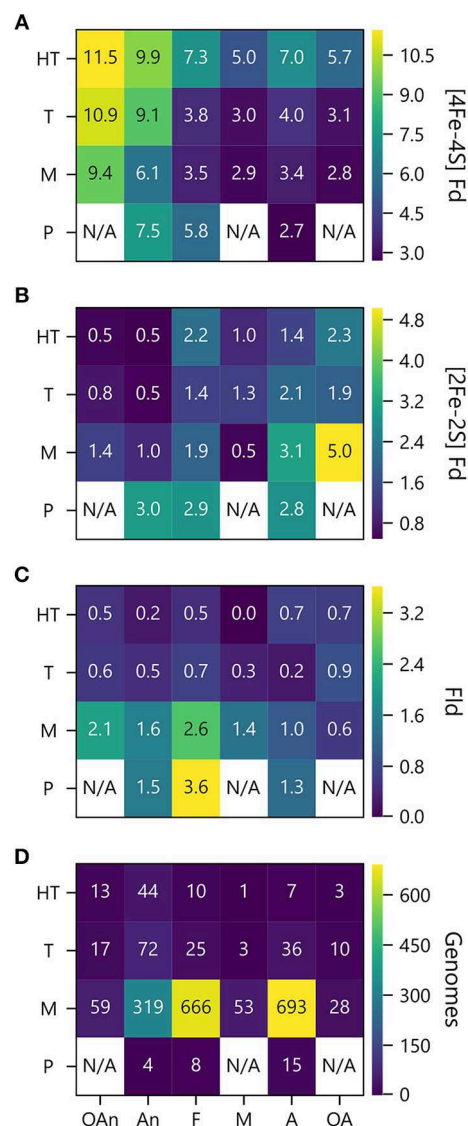 A
HT 11.5 9.9 7.3 5.0 7.0 5.7
T 10.9 9.1 3.8 3.0 4.0 3.1
M 9.4 6.1 3.5 2.9 3.4 2.8
P N/A 7.5 5.8 N/A 2.7 N/A
10.5
9.0
7.5
6.0
4.5
3.0
[4Fe-4S] Fd
B
HT 0.5 0.5 2.2 1.0 1.4 2.3
T 0.8 0.5 1.4 1.3 2.1 1.9
M 1.4 1.0 1.9 0.5 3.1 5.0
P N/A 3.0 2.9 N/A 2.8 N/A
4.8
4.0
3.2
2.4
1.6
0.8
[2Fe-2S] Fd
C
HT 0.5 0.2 0.5 0.0 0.7 0.7
T 0.6 0.5 0.7 0.3 0.2 0.9
M 2.1 1.6 2.6 1.4 1.0 0.6
P N/A 1.5 3.6 N/A 1.3 N/A
3.2
2.4
1.6
0.8
0.0
Fld
D
HT 13 44 10 1 7 3
T 17 72 25 3 36 10
M 59 319 666 53 693 28
P N/A 4 8 N/A 15 N/A
600
450
300
150
0
Genomes
OAn An F M A OA